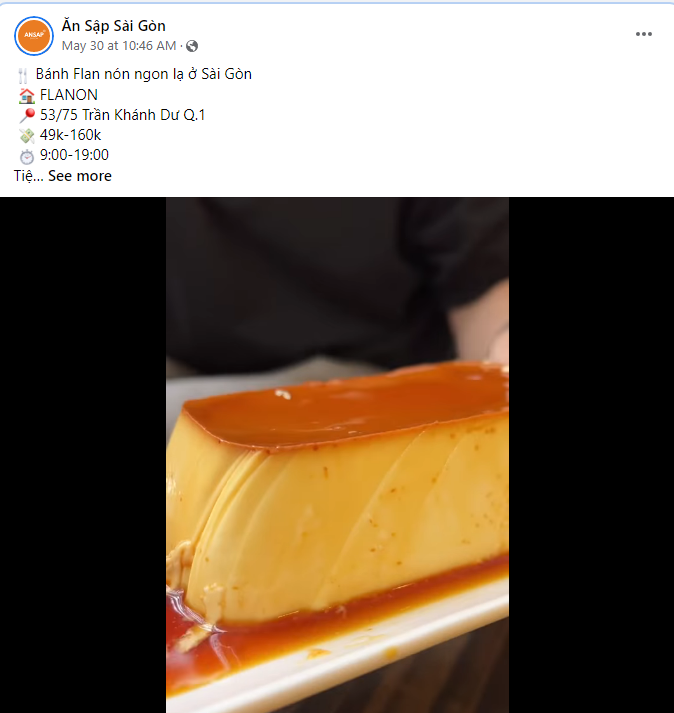 ANSAP
Ăn Sập Sài Gòn
May 30 at 10:46 AM ·
🍴 Bánh Flan nón ngon lạ ở Sài Gòn
🏠 FLANON
📍 53/75 Trần Khánh Dư Q.1
💸 49k-160k
⏱ 9:00-19:00
Tiệ... See more